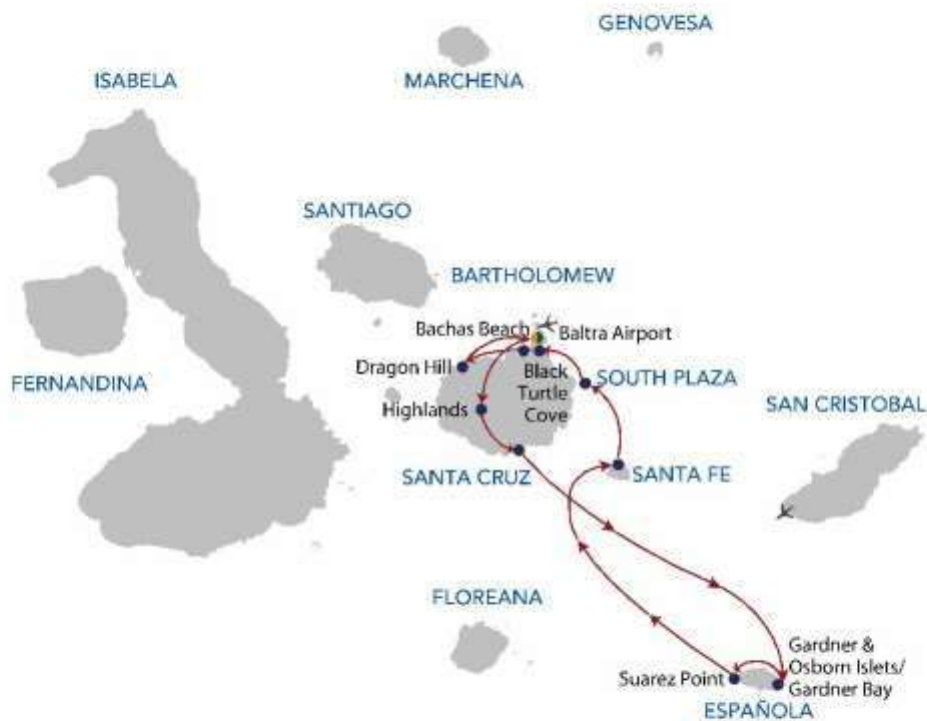 GENOVESA
MARCHENA
ISABELA
SANTIAGO
BARTHOLOMEW
Bachas Beach
Baltra Airport
Dragon Hill
Black
Turtle
Cove
SOUTH PLAZA
FERNANDINA
Highlands
SAN CRISTOBAL
SANTA CRUZ
SANTA FE
FLOREANA
Gardner &
Osborn Islets/
Gardner Bay
Suarez Point
ESPAÑOLA